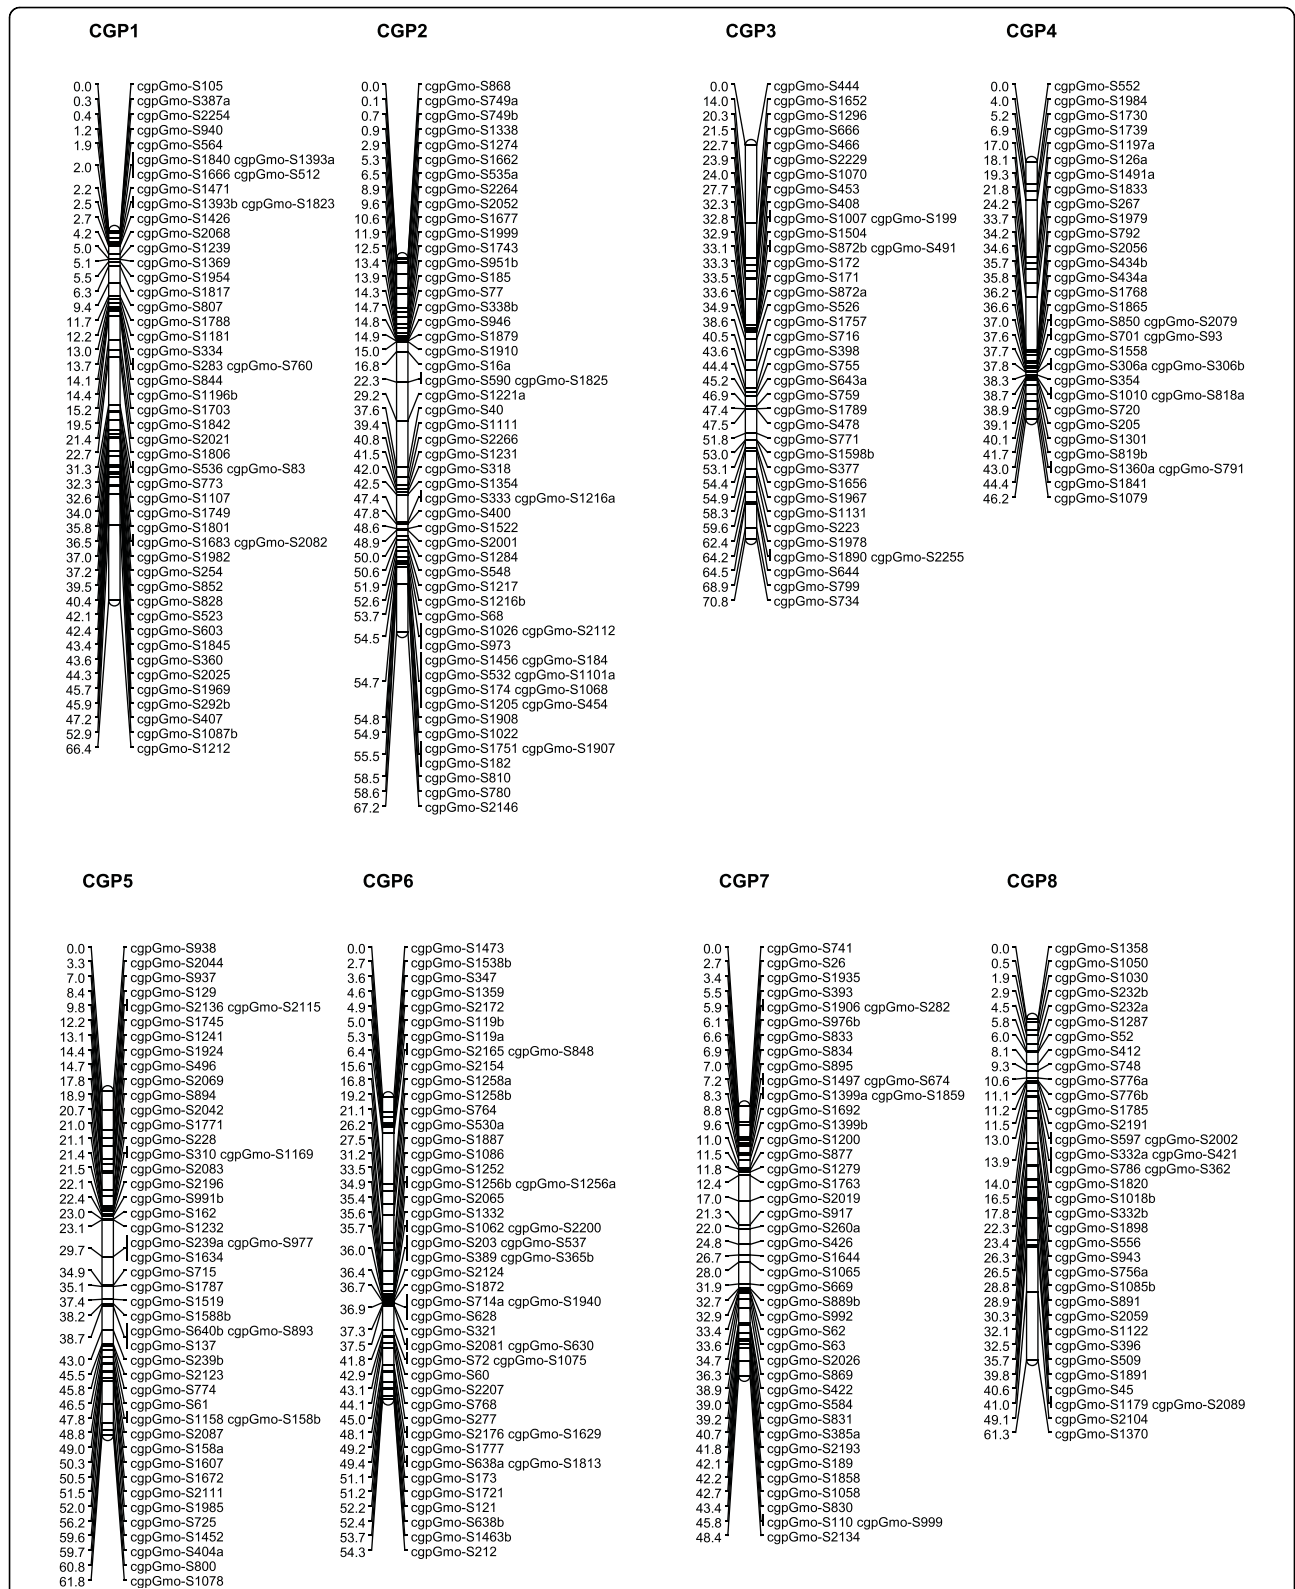 CGP1
0.0 cgpGmo-S105
0.3 cgpGmo-S387a
0.4 cgpGmo-S2254
1.2 cgpGmo-S940
1.9 cgpGmo-S564
2.0 cgpGmo-S1840 cgpGmo-S1393a
cgpGmo-S1666 cgpGmo-S512
2.2 cgpGmo-S1471
2.5 cgpGmo-S1393b cgpGmo-S1823
2.7 cgpGmo-S1426
4.2 cgpGmo-S2068
5.0 cgpGmo-S1239
5.1 cgpGmo-S1369
5.5 cgpGmo-S1954
6.3 cgpGmo-S1817
9.4 cgpGmo-S807
11.7 cgpGmo-S1788
12.2 cgpGmo-S1181
13.0 cgpGmo-S334
13.7 cgpGmo-S283 cgpGmo-S760
14.1 cgpGmo-S844
14.4 cgpGmo-S1196b
15.2 cgpGmo-S1703
19.5 cgpGmo-S1842
21.4 cgpGmo-S2021
22.7 cgpGmo-S1806
31.3 cgpGmo-S536 cgpGmo-S83
32.3 cgpGmo-S773
32.6 cgpGmo-S1107
34.0 cgpGmo-S1749
35.8 cgpGmo-S1801
36.5 cgpGmo-S1683 cgpGmo-S2082
37.0 cgpGmo-S1982
37.2 cgpGmo-S254
39.5 cgpGmo-S852
40.4 cgpGmo-S828
42.1 cgpGmo-S523
42.4 cgpGmo-S603
43.4 cgpGmo-S1845
43.6 cgpGmo-S360
44.3 cgpGmo-S2025
45.7 cgpGmo-S1969
45.9 cgpGmo-S292b
47.2 cgpGmo-S407
52.9 cgpGmo-S1087b
66.4 cgpGmo-S1212
CGP2
0.0 cgpGmo-S868
0.1 cgpGmo-S749a
0.7 cgpGmo-S749b
0.9 cgpGmo-S1338
2.9 cgpGmo-S1274
5.3 cgpGmo-S1662
6.5 cgpGmo-S535a
8.9 cgpGmo-S2264
9.6 cgpGmo-S2052
10.6 cgpGmo-S1677
11.9 cgpGmo-S1999
12.5 cgpGmo-S1743
13.4 cgpGmo-S951b
13.9 cgpGmo-S185
14.3 cgpGmo-S77
14.7 cgpGmo-S338b
14.8 cgpGmo-S946
14.9 cgpGmo-S1879
15.0 cgpGmo-S1910
16.8 cgpGmo-S16a
22.3 cgpGmo-S590 cgpGmo-S1825
29.2 cgpGmo-S1221a
37.6 cgpGmo-S40
39.4 cgpGmo-S1111
40.8 cgpGmo-S2266
41.5 cgpGmo-S1231
42.0 cgpGmo-S318
42.5 cgpGmo-S1354
47.4 cgpGmo-S333 cgpGmo-S1216a
47.8 cgpGmo-S400
48.6 cgpGmo-S1522
48.9 cgpGmo-S2001
50.0 cgpGmo-S1284
50.6 cgpGmo-S548
51.9 cgpGmo-S1217
52.6 cgpGmo-S1216b
53.7 cgpGmo-S68
54.5 cgpGmo-S1026 cgpGmo-S2112
cgpGmo-S973
54.7 cgpGmo-S1456 cgpGmo-S184
cgpGmo-S532 cgpGmo-S1101a
cgpGmo-S174 cgpGmo-S1068
cgpGmo-S1205 cgpGmo-S454
54.8 cgpGmo-S1908
54.9 cgpGmo-S1022
55.5 cgpGmo-S1751 cgpGmo-S1907
cgpGmo-S182
58.5 cgpGmo-S810
58.6 cgpGmo-S780
67.2 cgpGmo-S2146
CGP3
0.0 cgpGmo-S444
14.0 cgpGmo-S1652
20.3 cgpGmo-S1296
21.5 cgpGmo-S666
22.7 cgpGmo-S466
23.9 cgpGmo-S2229
24.0 cgpGmo-S1070
27.7 cgpGmo-S453
32.3 cgpGmo-S408
32.8 cgpGmo-S1007 cgpGmo-S199
32.9 cgpGmo-S1504
33.1 cgpGmo-S872b cgpGmo-S491
33.3 cgpGmo-S172
33.5 cgpGmo-S171
33.6 cgpGmo-S872a
34.9 cgpGmo-S526
38.6 cgpGmo-S1757
40.5 cgpGmo-S716
43.6 cgpGmo-S398
44.4 cgpGmo-S755
45.2 cgpGmo-S643a
46.9 cgpGmo-S759
47.4 cgpGmo-S1789
47.5 cgpGmo-S478
51.8 cgpGmo-S771
53.0 cgpGmo-S1598b
53.1 cgpGmo-S377
54.4 cgpGmo-S1656
54.9 cgpGmo-S1967
58.3 cgpGmo-S1131
59.6 cgpGmo-S223
62.4 cgpGmo-S1978
64.2 cgpGmo-S1890 cgpGmo-S2255
64.5 cgpGmo-S644
68.9 cgpGmo-S799
70.8 cgpGmo-S734
CGP4
0.0 cgpGmo-S552
4.0 cgpGmo-S1984
5.2 cgpGmo-S1730
6.9 cgpGmo-S1739
17.0 cgpGmo-S1197a
18.1 cgpGmo-S126a
19.3 cgpGmo-S1491a
21.8 cgpGmo-S1833
24.2 cgpGmo-S267
33.7 cgpGmo-S1979
34.2 cgpGmo-S792
34.6 cgpGmo-S2056
35.7 cgpGmo-S434b
35.8 cgpGmo-S434a
36.2 cgpGmo-S1768
36.6 cgpGmo-S1865
37.0 cgpGmo-S850 cgpGmo-S2079
37.6 cgpGmo-S701 cgpGmo-S93
37.7 cgpGmo-S1558
37.8 cgpGmo-S306a cgpGmo-S306b
38.3 cgpGmo-S354
38.7 cgpGmo-S1010 cgpGmo-S818a
38.9 cgpGmo-S720
39.1 cgpGmo-S205
40.1 cgpGmo-S1301
41.7 cgpGmo-S819b
43.0 cgpGmo-S1360a cgpGmo-S791
44.4 cgpGmo-S1841
46.2 cgpGmo-S1079
CGP5
0.0 cgpGmo-S938
3.3 cgpGmo-S2044
7.0 cgpGmo-S937
8.4 cgpGmo-S129
9.8 cgpGmo-S2136 cgpGmo-S2115
12.2 cgpGmo-S1745
13.1 cgpGmo-S1241
14.4 cgpGmo-S1924
14.7 cgpGmo-S496
17.8 cgpGmo-S2069
18.9 cgpGmo-S894
20.7 cgpGmo-S2042
21.0 cgpGmo-S1771
21.1 cgpGmo-S228
21.4 cgpGmo-S310 cgpGmo-S1169
21.5 cgpGmo-S2083
22.1 cgpGmo-S2196
22.4 cgpGmo-S991b
23.0 cgpGmo-S162
23.1 cgpGmo-S1232
29.7 cgpGmo-S239a cgpGmo-S977
cgpGmo-S1634
34.9 cgpGmo-S715
35.1 cgpGmo-S1787
37.4 cgpGmo-S1519
38.2 cgpGmo-S1588b
38.7 cgpGmo-S640b cgpGmo-S893
cgpGmo-S137
43.0 cgpGmo-S239b
45.5 cgpGmo-S2123
45.8 cgpGmo-S774
46.5 cgpGmo-S61
47.8 cgpGmo-S1158 cgpGmo-S158b
48.8 cgpGmo-S2087
49.0 cgpGmo-S158a
50.3 cgpGmo-S1607
50.5 cgpGmo-S1672
51.5 cgpGmo-S2111
52.0 cgpGmo-S1985
56.2 cgpGmo-S725
59.6 cgpGmo-S1452
59.7 cgpGmo-S404a
60.8 cgpGmo-S800
61.8 cgpGmo-S1078
CGP6
0.0 cgpGmo-S1473
2.7 cgpGmo-S1538b
3.6 cgpGmo-S347
4.6 cgpGmo-S1359
4.9 cgpGmo-S2172
5.0 cgpGmo-S119b
5.3 cgpGmo-S119a
6.4 cgpGmo-S2165 cgpGmo-S848
15.6 cgpGmo-S2154
16.8 cgpGmo-S1258a
19.2 cgpGmo-S1258b
21.1 cgpGmo-S764
26.2 cgpGmo-S530a
27.5 cgpGmo-S1887
31.2 cgpGmo-S1086
33.5 cgpGmo-S1252
34.9 cgpGmo-S1256b cgpGmo-S1256a
35.4 cgpGmo-S2065
35.6 cgpGmo-S1332
35.7 cgpGmo-S1062 cgpGmo-S2200
36.0 cgpGmo-S203 cgpGmo-S537
cgpGmo-S389 cgpGmo-S365b
36.4 cgpGmo-S2124
36.7 cgpGmo-S1872
36.9 cgpGmo-S714a cgpGmo-S1940
cgpGmo-S628
37.3 cgpGmo-S321
37.5 cgpGmo-S2081 cgpGmo-S630
41.8 cgpGmo-S72 cgpGmo-S1075
42.9 cgpGmo-S60
43.1 cgpGmo-S2207
44.1 cgpGmo-S768
45.0 cgpGmo-S277
48.1 cgpGmo-S2176 cgpGmo-S1629
49.2 cgpGmo-S1777
49.4 cgpGmo-S638a cgpGmo-S1813
51.1 cgpGmo-S173
51.2 cgpGmo-S1721
52.2 cgpGmo-S121
52.4 cgpGmo-S638b
53.7 cgpGmo-S1463b
54.3 cgpGmo-S212
CGP7
0.0 cgpGmo-S741
2.7 cgpGmo-S26
3.4 cgpGmo-S1935
5.5 cgpGmo-S393
5.9 cgpGmo-S1906 cgpGmo-S282
6.1 cgpGmo-S976b
6.6 cgpGmo-S833
6.9 cgpGmo-S834
7.0 cgpGmo-S895
7.2 cgpGmo-S1497 cgpGmo-S674
8.3 cgpGmo-S1399a cgpGmo-S1859
8.8 cgpGmo-S1692
9.6 cgpGmo-S1399b
11.0 cgpGmo-S1200
11.5 cgpGmo-S877
11.8 cgpGmo-S1279
12.4 cgpGmo-S1763
17.0 cgpGmo-S2019
21.3 cgpGmo-S917
22.0 cgpGmo-S260a
24.8 cgpGmo-S426
26.7 cgpGmo-S1644
28.0 cgpGmo-S1065
31.9 cgpGmo-S669
32.7 cgpGmo-S889b
32.9 cgpGmo-S992
33.4 cgpGmo-S62
33.6 cgpGmo-S63
34.7 cgpGmo-S2026
36.3 cgpGmo-S869
38.9 cgpGmo-S422
39.0 cgpGmo-S584
39.2 cgpGmo-S831
40.7 cgpGmo-S385a
41.8 cgpGmo-S2193
42.1 cgpGmo-S189
42.2 cgpGmo-S1858
42.7 cgpGmo-S1058
43.4 cgpGmo-S830
45.8 cgpGmo-S110 cgpGmo-S999
48.4 cgpGmo-S2134
CGP8
0.0 cgpGmo-S1358
0.5 cgpGmo-S1050
1.9 cgpGmo-S1030
2.9 cgpGmo-S232b
4.5 cgpGmo-S232a
5.8 cgpGmo-S1287
6.0 cgpGmo-S52
8.1 cgpGmo-S412
9.3 cgpGmo-S748
10.6 cgpGmo-S776a
11.1 cgpGmo-S776b
11.2 cgpGmo-S1785
11.5 cgpGmo-S2191
13.0 cgpGmo-S597 cgpGmo-S2002
13.9 cgpGmo-S332a cgpGmo-S421
cgpGmo-S786 cgpGmo-S362
14.0 cgpGmo-S1820
16.5 cgpGmo-S1018b
17.8 cgpGmo-S332b
22.3 cgpGmo-S1898
23.4 cgpGmo-S556
26.3 cgpGmo-S943
26.5 cgpGmo-S756a
28.8 cgpGmo-S1085b
28.9 cgpGmo-S891
30.3 cgpGmo-S2059
32.1 cgpGmo-S1122
32.5 cgpGmo-S396
35.7 cgpGmo-S509
39.8 cgpGmo-S1891
40.6 cgpGmo-S45
41.0 cgpGmo-S1179 cgpGmo-S2089
49.1 cgpGmo-S2104
61.3 cgpGmo-S1370